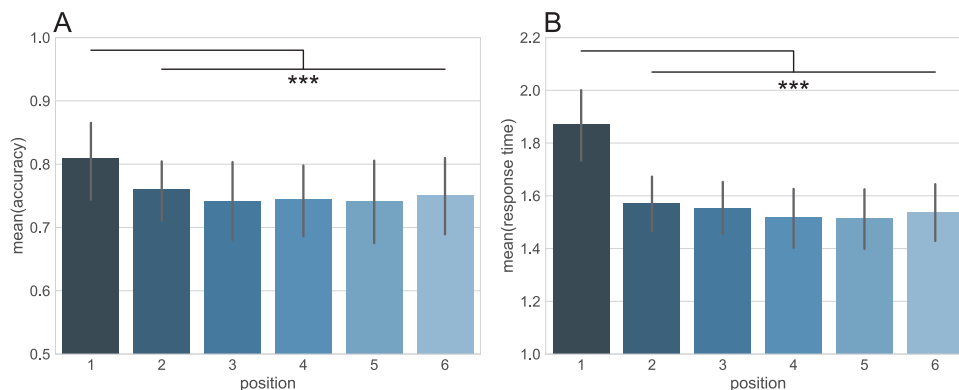 A
1.0
0.9
0.8
0.7
0.6
0.5
mean(accuracy)
***
1 2 3 4 5 6
position
B
2.2
2.0
1.8
1.6
1.4
1.2
1.0
mean(response time)
***
1 2 3 4 5 6
position